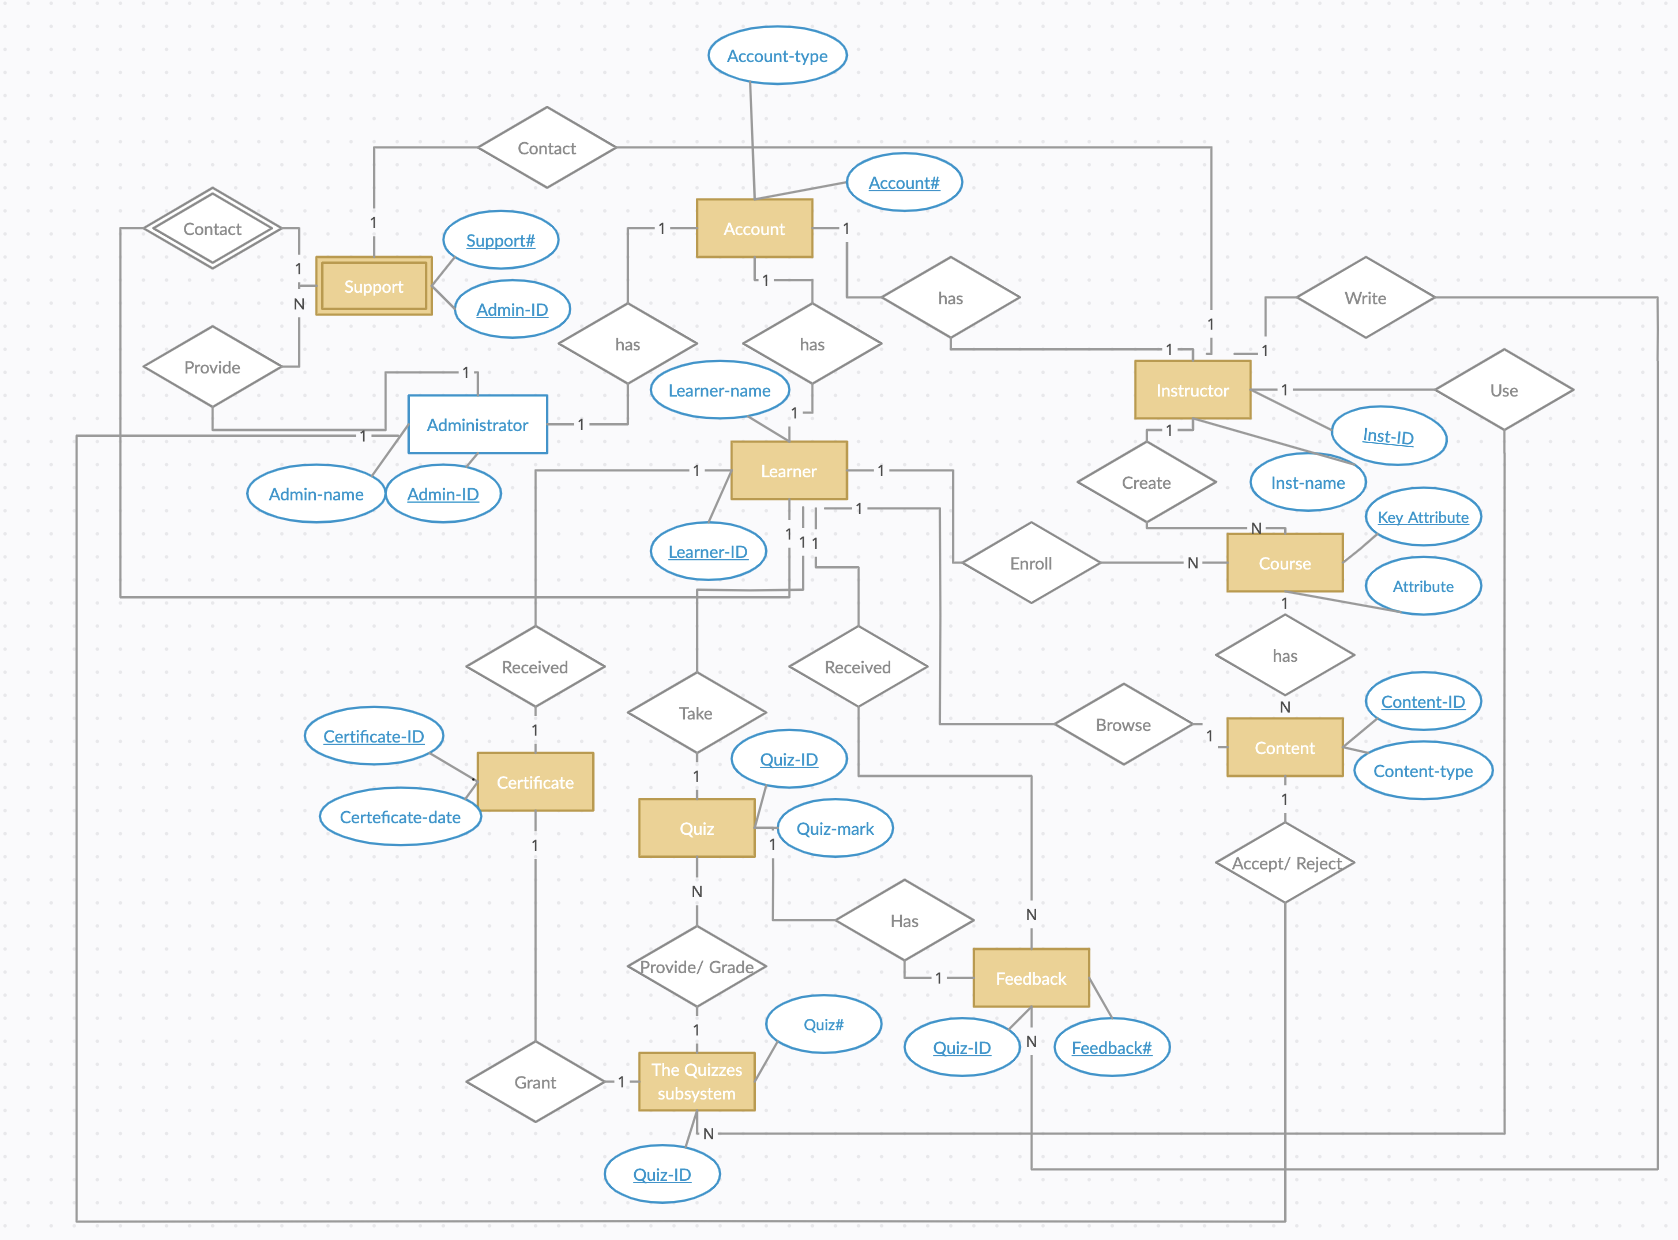 Account-type
Contact
Account#
Contact
1
Support#
1
Account
1
has
Write
1
1
Support
N
Admin-ID
1
Provide
has
has
1
1
1
Learner-name
1
Instructor
1
Use
1
Administrator
1
1
1
Inst-ID
1
Create
Inst-name
Admin-name
Admin-ID
1
Learner
1
1
Key Attribute
N
Learner-ID
1
1
1
Enroll
N
Course
Attribute
1
has
Received
Received
Content-ID
N
Take
Browse
1
Content
Content-type
Certificate-ID
1
Quiz-ID
1
Certificate
1
Certeficate-date
Quiz
Quiz-mark
1
1
Accept/ Reject
N
N
Has
Provide/ Grade
1
Feedback
1
Quiz#
N
Quiz-ID
Feedback#
Grant
1
The Quizzes
subsystem
N
Quiz-ID